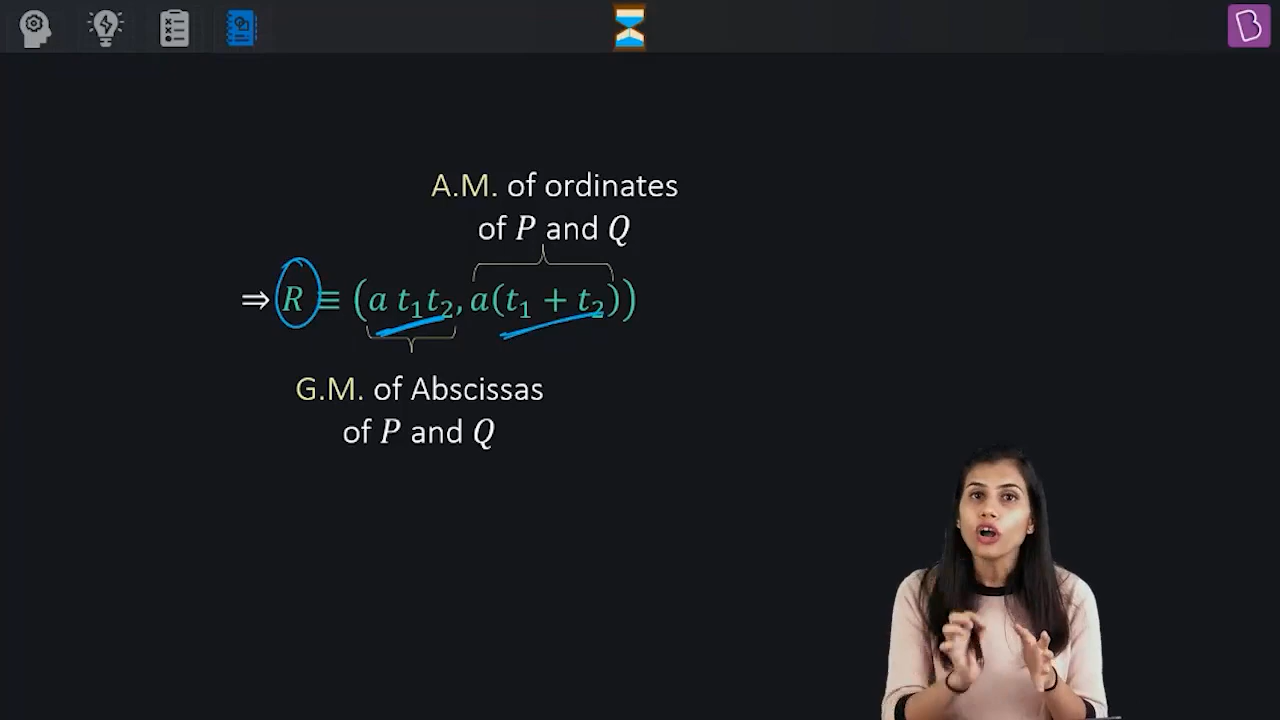 A.M. of ordinates
of P and Q
⇒ R ≡ (a t₁t₂, a(t₁ + t₂))
G.M. of Abscissas
of P and Q